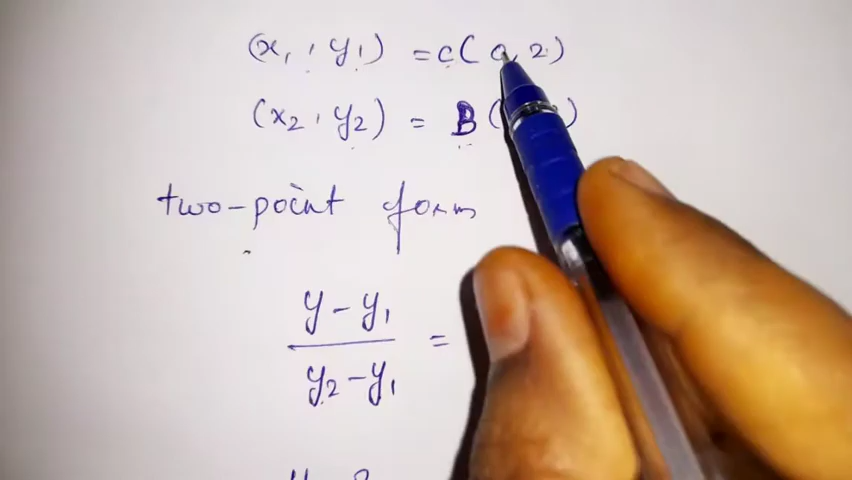 (x₁, y₁) = c( , 2)
(x₂, y₂) = B( )
two-point form
y - y₁
=
y₂ - y₁